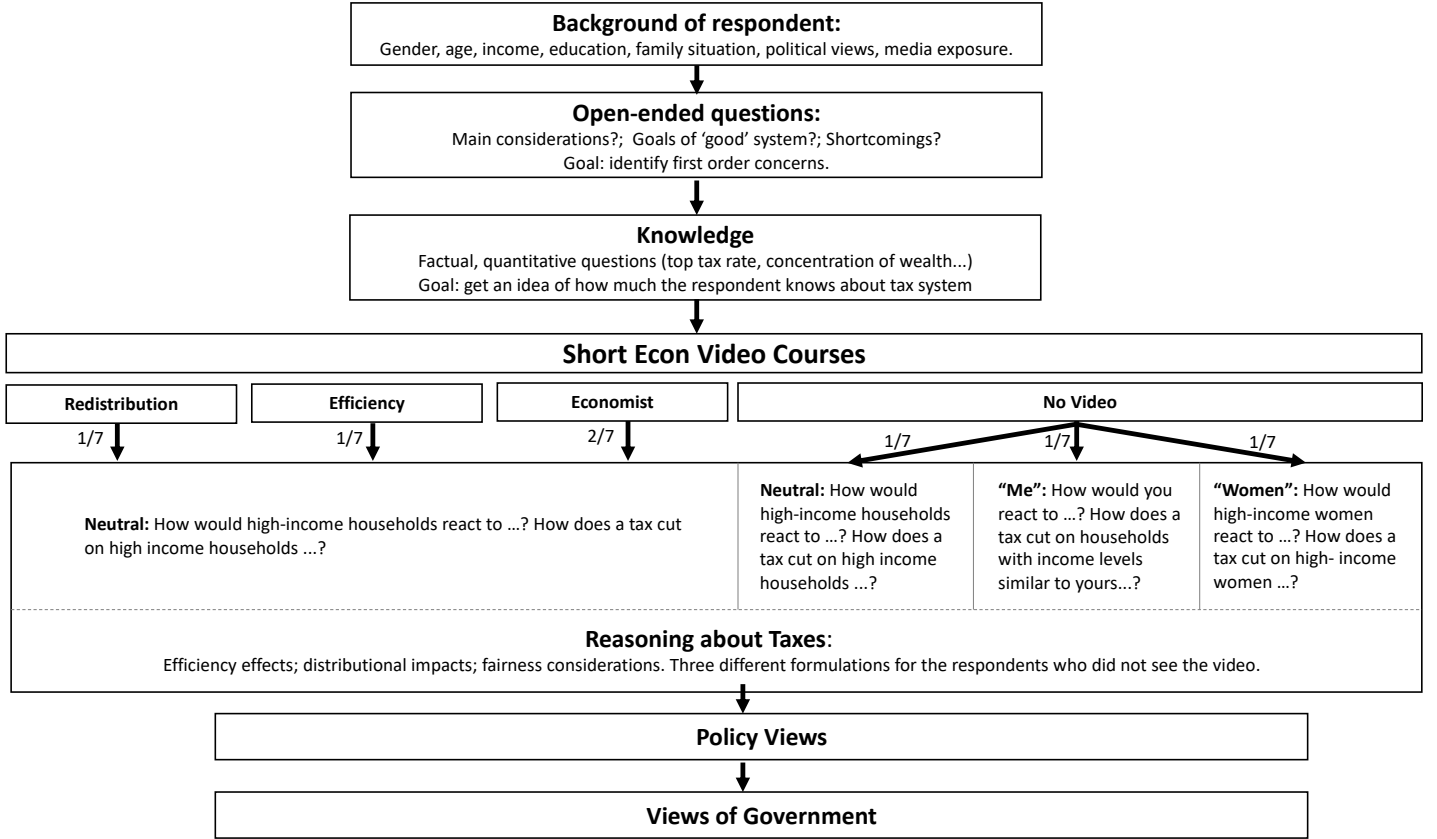 Background of respondent:
Gender, age, income, education, family situation, political views, media exposure.
Open-ended questions:
Main considerations?;  Goals of ‘good’ system?; Shortcomings?
Goal: identify first order concerns.
Knowledge
Factual, quantitative questions (top tax rate, concentration of wealth...)
Goal: get an idea of how much the respondent knows about tax system
Short Econ Video Courses
Redistribution
Efficiency
Economist
No Video
1/7
1/7
2/7
1/7
1/7
1/7
Neutral: How would high-income households react to …? How does a tax cut
on high income households ...?
Neutral: How would
high-income households
react to …? How does a
tax cut on high income
households ...?
“Me”: How would you
react to …? How does a
tax cut on households
with income levels
similar to yours...?
“Women”: How would
high-income women
react to …? How does a
tax cut on high- income
women …?
Reasoning about Taxes:
Efficiency effects; distributional impacts; fairness considerations. Three different formulations for the respondents who did not see the video.
Policy Views
Views of Government